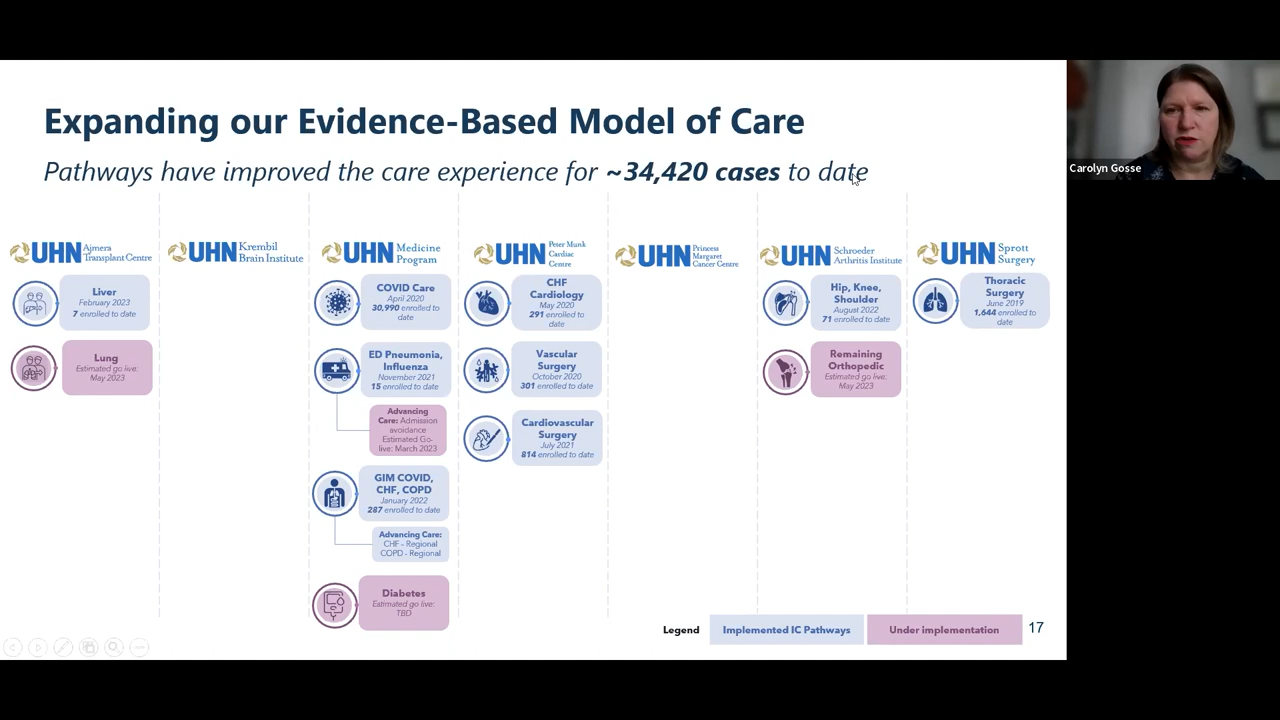 Expanding our Evidence-Based Model of Care
Pathways have improved the care experience for ~34,420 cases to date
Carolyn Gosse
UHN Ajmera
Transplant Centre
Liver
February 2023
7 enrolled to date
Lung
Estimated go live:
May 2023
UHN Krembil
Brain Institute
UHN Medicine
Program
COVID Care
April 2020
30,990 enrolled to
date
ED Pneumonia,
Influenza
November 2021
15 enrolled to date
Advancing
Care: Admission
avoidance
Estimated Go-
live: March 2023
GIM COVID,
CHF, COPD
January 2022
287 enrolled to date
Advancing Care:
CHF - Regional
COPD - Regional
Diabetes
Estimated go live:
TBD
UHN Peter Munk
Cardiac
Centre
CHF
Cardiology
May 2020
291 enrolled to
date
Vascular
Surgery
October 2020
301 enrolled to date
Cardiovascular
Surgery
July 2021
814 enrolled to date
UHN Princess
Margaret
Cancer Centre
UHN Schroeder
Arthritis Institute
Hip, Knee,
Shoulder
August 2022
71 enrolled to date
Remaining
Orthopedic
Estimated go live:
May 2023
UHN Sprott
Surgery
Thoracic
Surgery
June 2019
1,644 enrolled to
date
Legend
Implemented IC Pathways
Under implementation
17